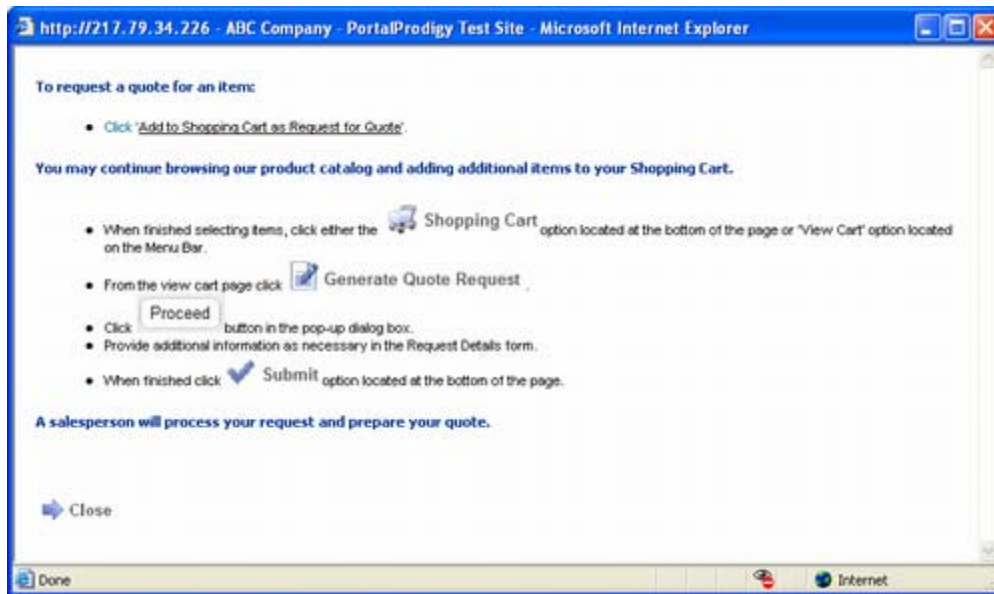 http://217.79.34.226 - ABC Company - PortalProdigy Test Site - Microsoft Internet Explorer
To request a quote for an item:
Click 'Add to Shopping Cart as Request for Quote'.
You may continue browsing our product catalog and adding additional items to your Shopping Cart.
When finished selecting items, click either the Shopping Cart option located at the bottom of the page or 'View Cart' option located
on the Menu Bar.
From the view cart page click Generate Quote Request .
Click Proceed button in the pop-up dialog box.
Provide additional information as necessary in the Request Details form.
When finished click Submit option located at the bottom of the page.
A salesperson will process your request and prepare your quote.
Close
Done Internet